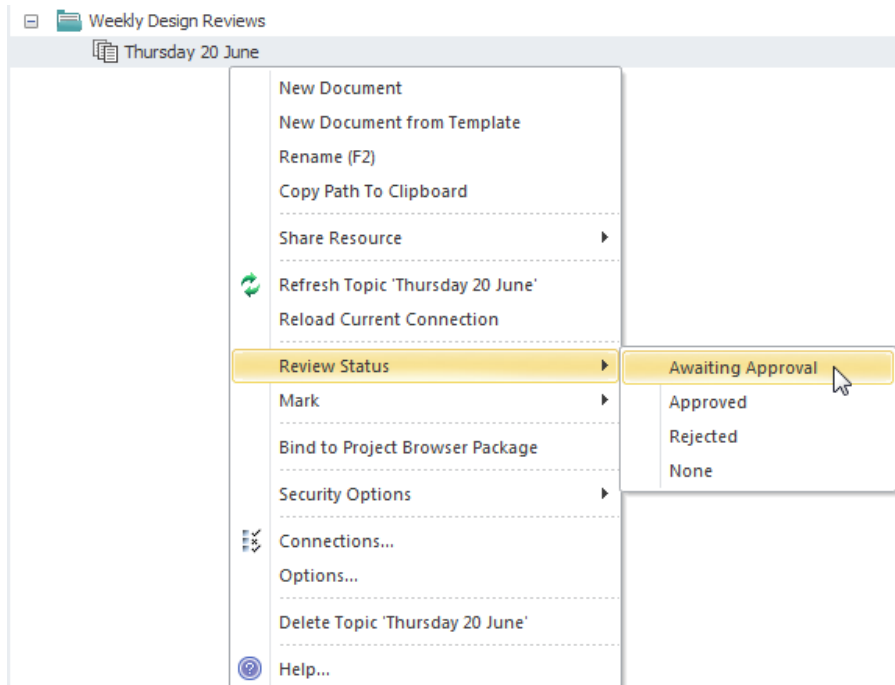 Weekly Design Reviews
Thursday 20 June
New Document
New Document from Template
Rename (F2)
Copy Path To Clipboard
Share Resource
Refresh Topic 'Thursday 20 June'
Reload Current Connection
Review Status
Awaiting Approval
Approved
Rejected
None
Mark
Bind to Project Browser Package
Security Options
Connections...
Options...
Delete Topic 'Thursday 20 June'
Help...